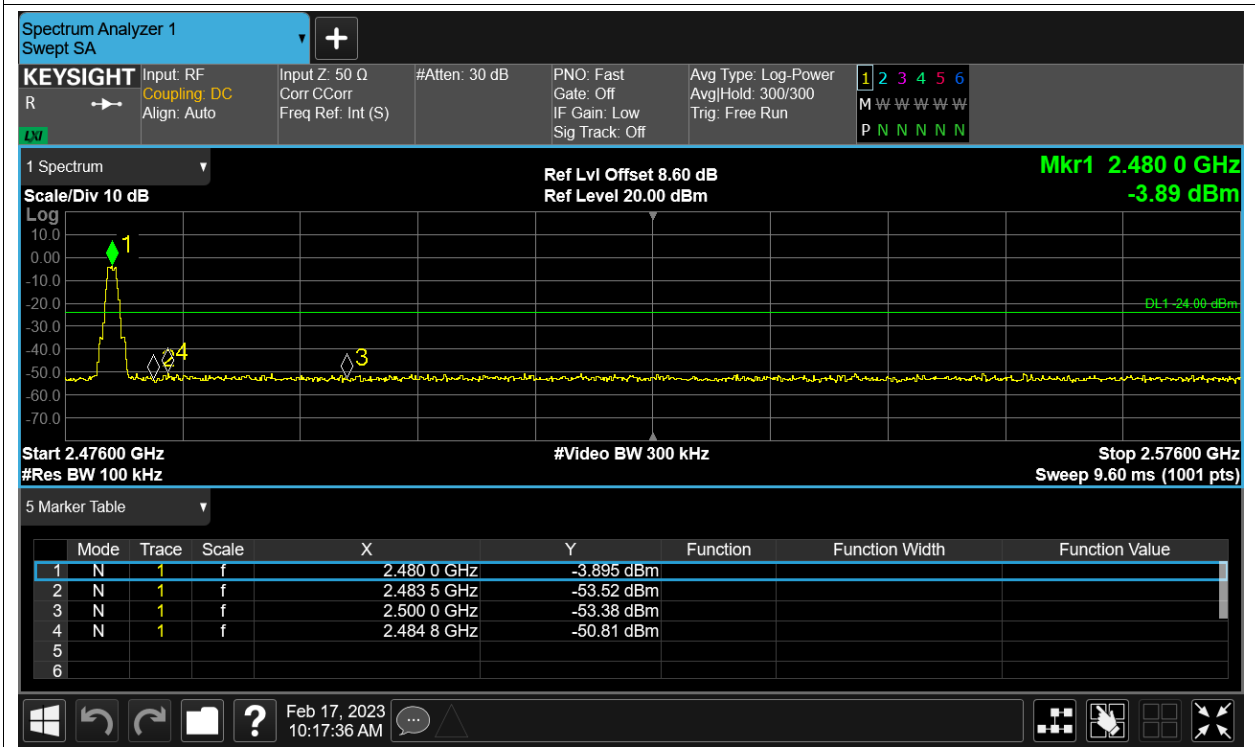 Spectrum Analyzer 1
Swept SA
▼
+
KEYSIGHT Input: RF Input Z: 50 Ω #Atten: 30 dB PNO: Fast Avg Type: Log-Power 1 2 3 4 5 6
R Coupling: DC Corr CCorr Gate: Off Avg|Hold: 300/300 M W W W W W
Align: Auto Freq Ref: Int (S) IF Gain: Low Trig: Free Run
LXI Sig Track: Off P N N N N N
1 Spectrum ▼ Ref Lvl Offset 8.60 dB Mkr1 2.480 0 GHz
Scale/Div 10 dB Ref Level 20.00 dBm -3.89 dBm
Log
10.0
1
0.00
-10.0
-20.0
DL1 -24.00 dBm
-30.0
-40.0
2 4 3
-50.0
-60.0
-70.0
Start 2.47600 GHz #Video BW 300 kHz Stop 2.57600 GHz
#Res BW 100 kHz Sweep 9.60 ms (1001 pts)
5 Marker Table ▼
Mode Trace Scale X Y Function Function Width Function Value
1 N 1 f 2.480 0 GHz -3.895 dBm
2 N 1 f 2.483 5 GHz -53.52 dBm
3 N 1 f 2.500 0 GHz -53.38 dBm
4 N 1 f 2.484 8 GHz -50.81 dBm
5
6
? Feb 17, 2023
10:17:36 AM